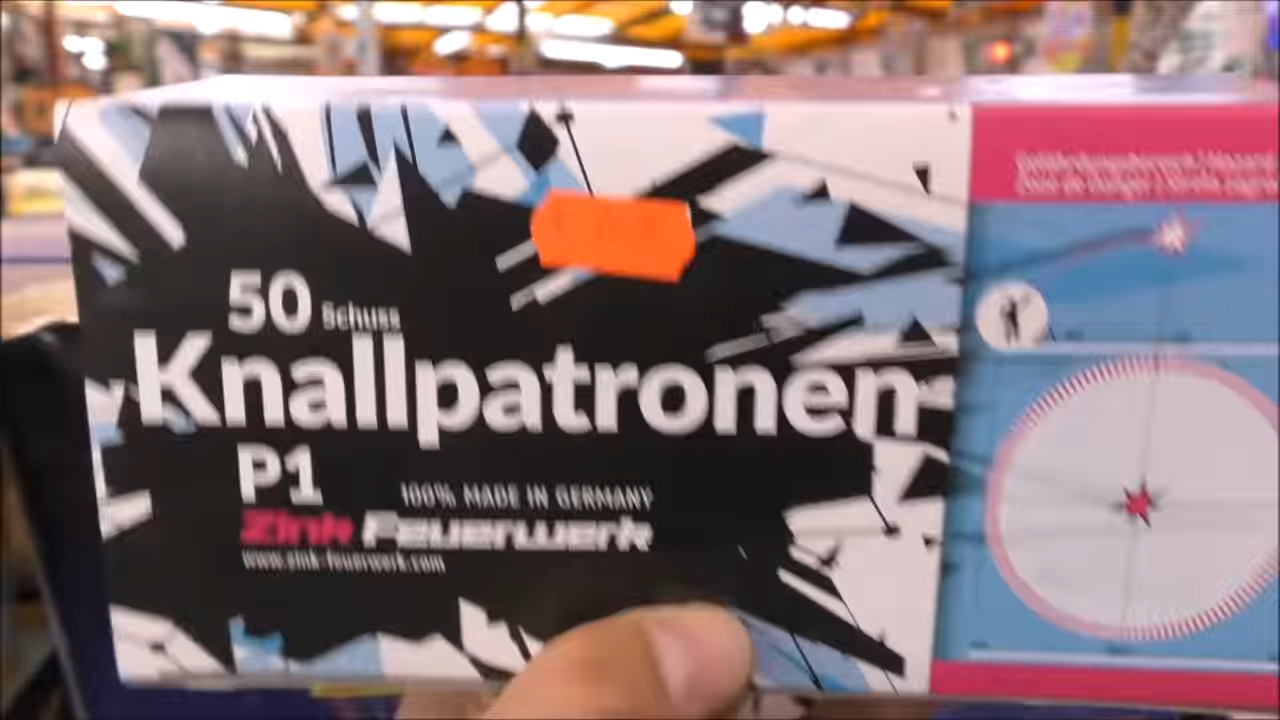 50 Schuss
Knallpatronen
P1
100% MADE IN GERMANY
Zink Feuerwerk
www.zink-feuerwerk.com